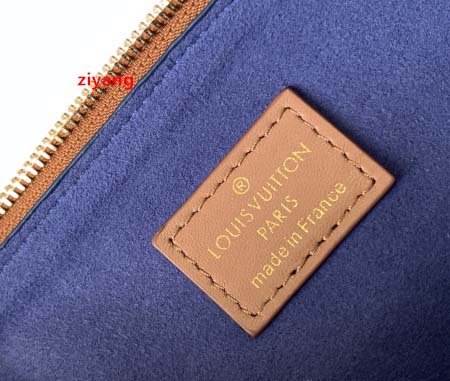 ziyang
®
LOUIS VUITTON
PARIS
made in France